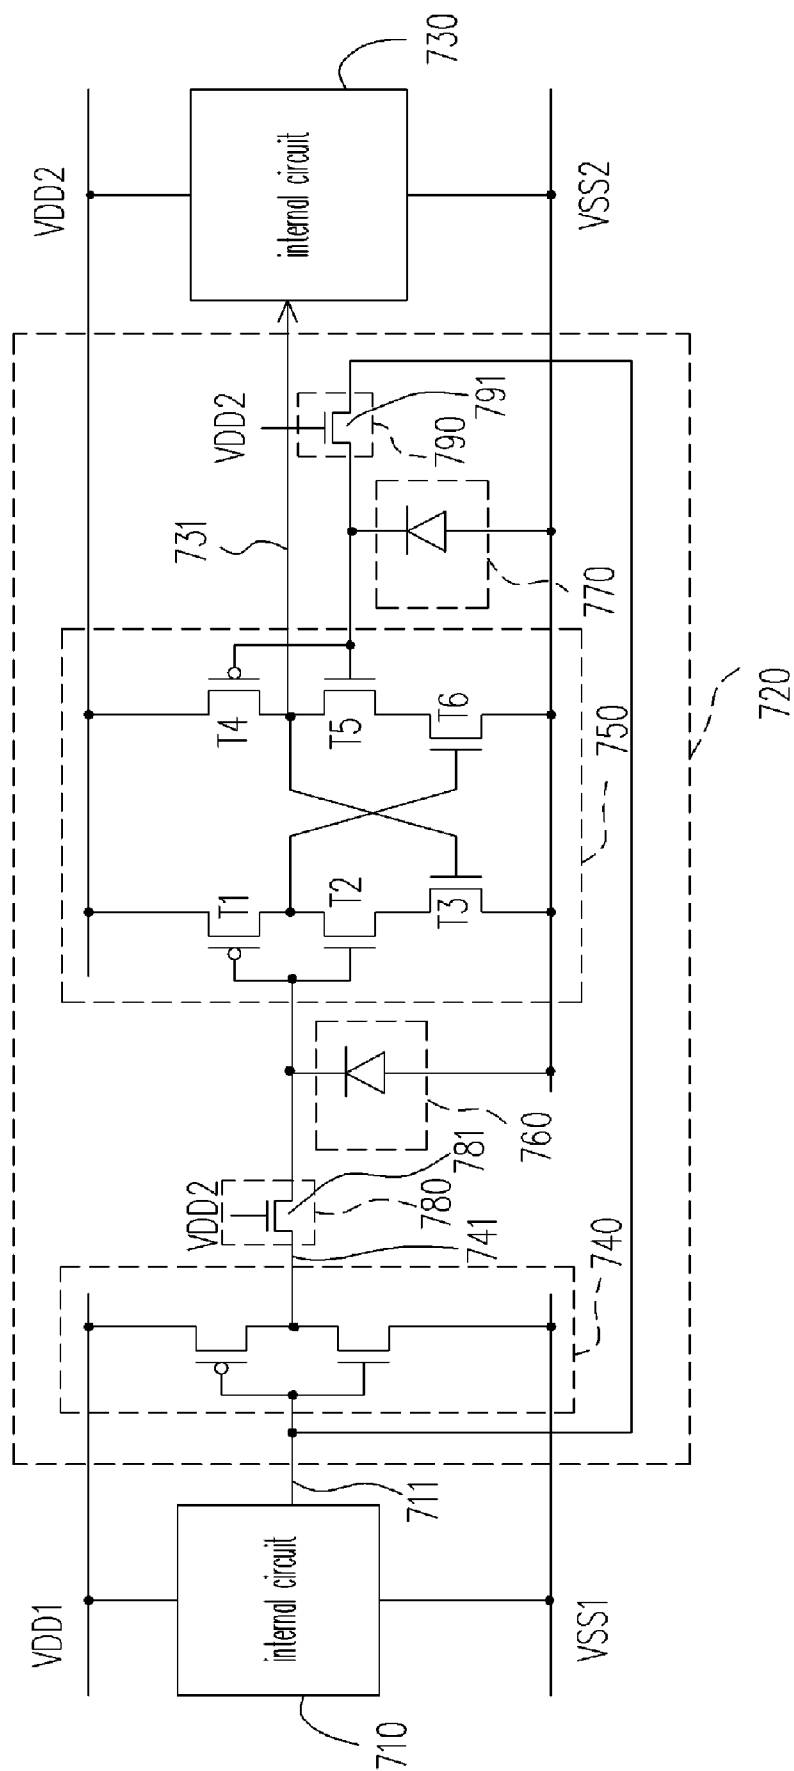 VDD1
VDD2
VDD2
VDD2
731
T1
T4
T2
T5
T3
T6
internal circuit
internal circuit
710
711
741
780
781
760
790
791
770
VSS1
VSS2
740
750
720
730